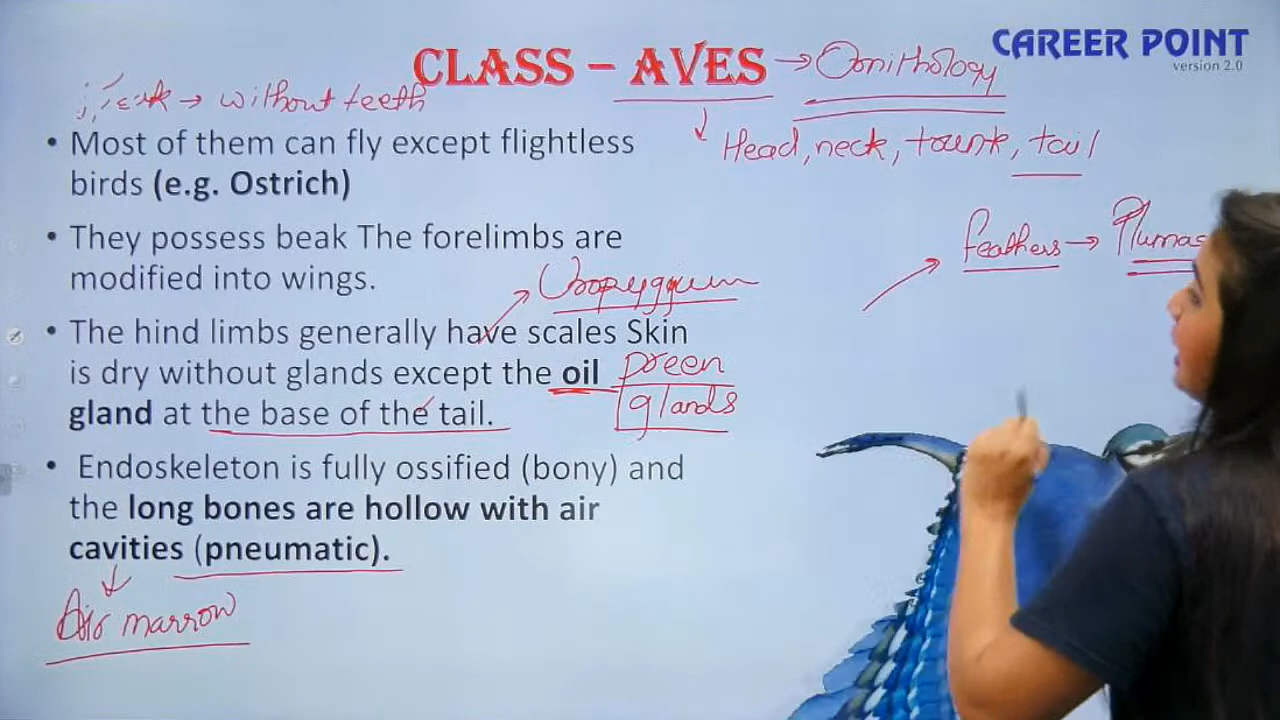 CLASS – AVES → Ornithology
CAREER POINT
version 2.0
→ without teeth
Head, neck, trunk, tail
• Most of them can fly except flightless
birds (e.g. Ostrich)
feathers →
• They possess beak The forelimbs are
modified into wings.
• The hind limbs generally have scales Skin
is dry without glands except the oil
preen
gland at the base of the tail.
glands
• Endoskeleton is fully ossified (bony) and
the long bones are hollow with air
cavities (pneumatic).
Air marrow